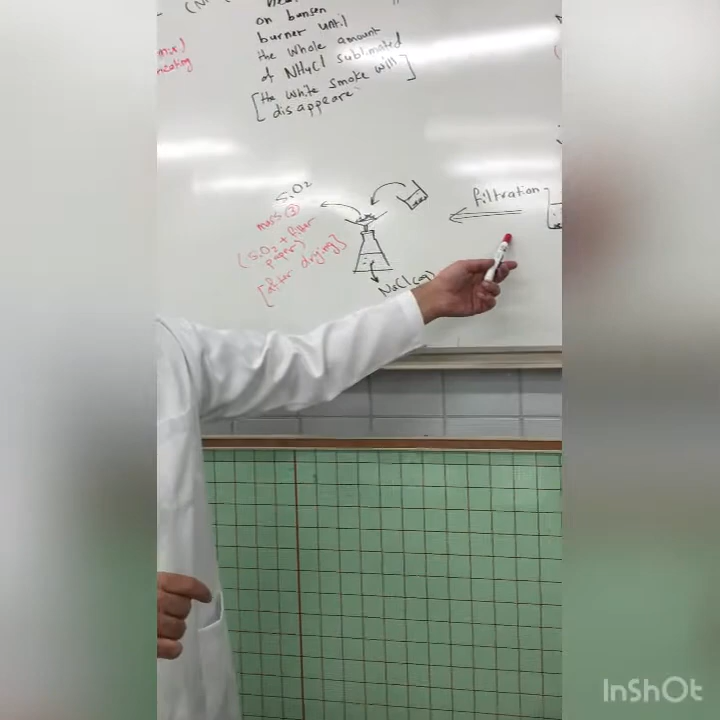 on bunsen
burner until
the whole amount
of NH4Cl sublimated
[the white smoke will
disappeare]
SiO2
mass ③
(SiO2 + filter
paper)
[after drying]
filtration
NaCl(aq)
InShOt